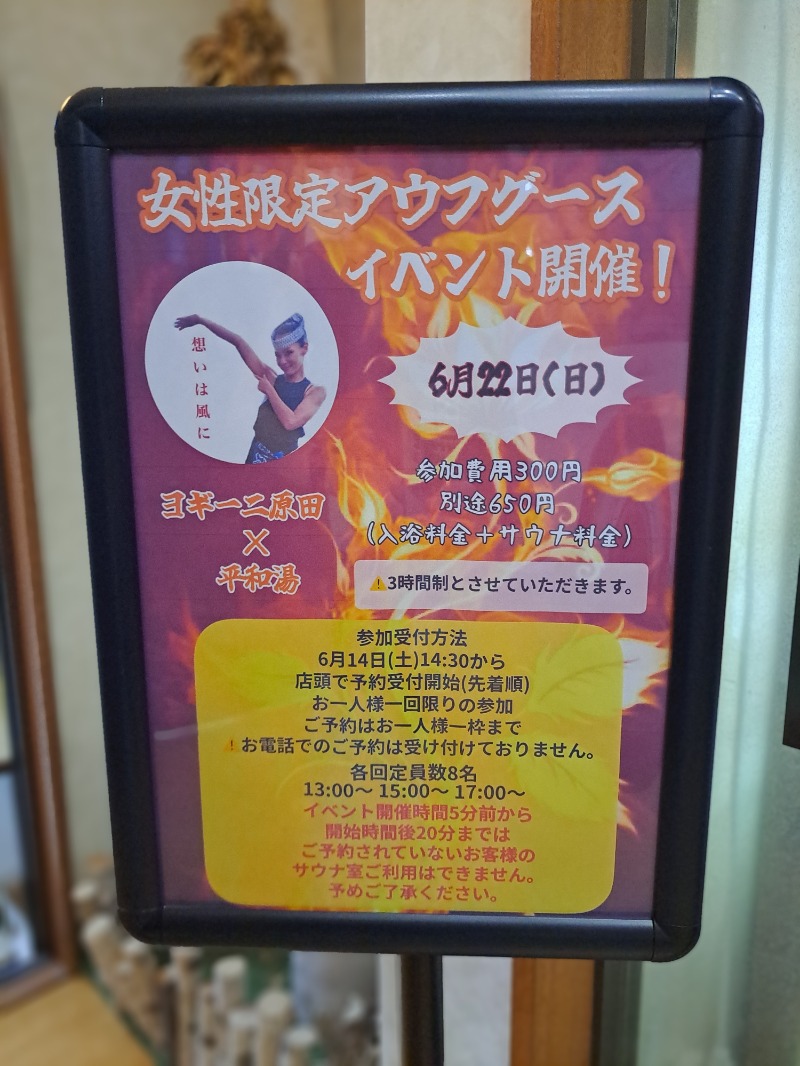 女性限定アウフグース
イベント開催！
想いは風に
6月22日(日)
参加費用300円
別途650円
(入浴料金＋サウナ料金)
ヨギーニ原田
×
平和湯
⚠3時間制とさせていただきます。
参加受付方法
6月14日(土)14:30から
店頭で予約受付開始(先着順)
お一人様一回限りの参加
ご予約はお一人様一枠まで
⚠お電話でのご予約は受け付けておりません。
各回定員数8名
13:00〜 15:00〜 17:00〜
イベント開催時間5分前から
開始時間後20分までは
ご予約されていないお客様の
サウナ室ご利用はできません。
予めご了承ください。